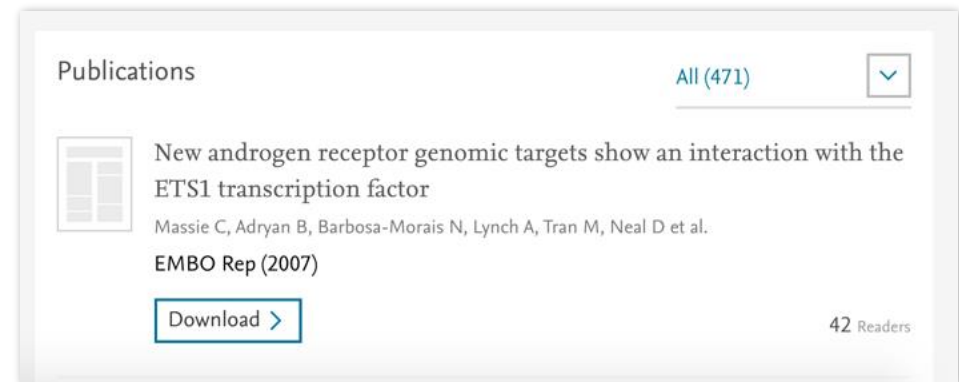 Publications
All (471)
New androgen receptor genomic targets show an interaction with the
ETS1 transcription factor
Massie C, Adryan B, Barbosa-Morais N, Lynch A, Tran M, Neal D et al.
EMBO Rep (2007)
Download
42 Readers